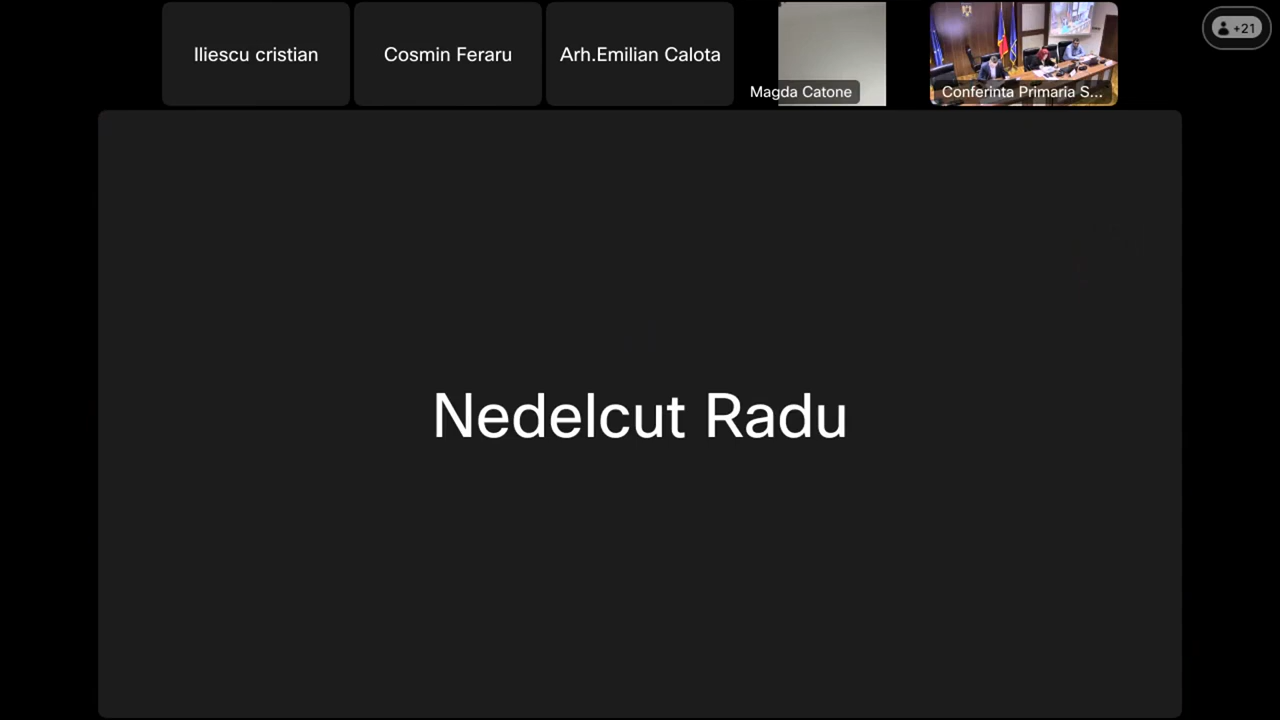 Iliescu cristian
Cosmin Feraru
Arh.Emilian Calota
Magda Catone
Conferinta Primaria S...
+21
Nedelcut Radu